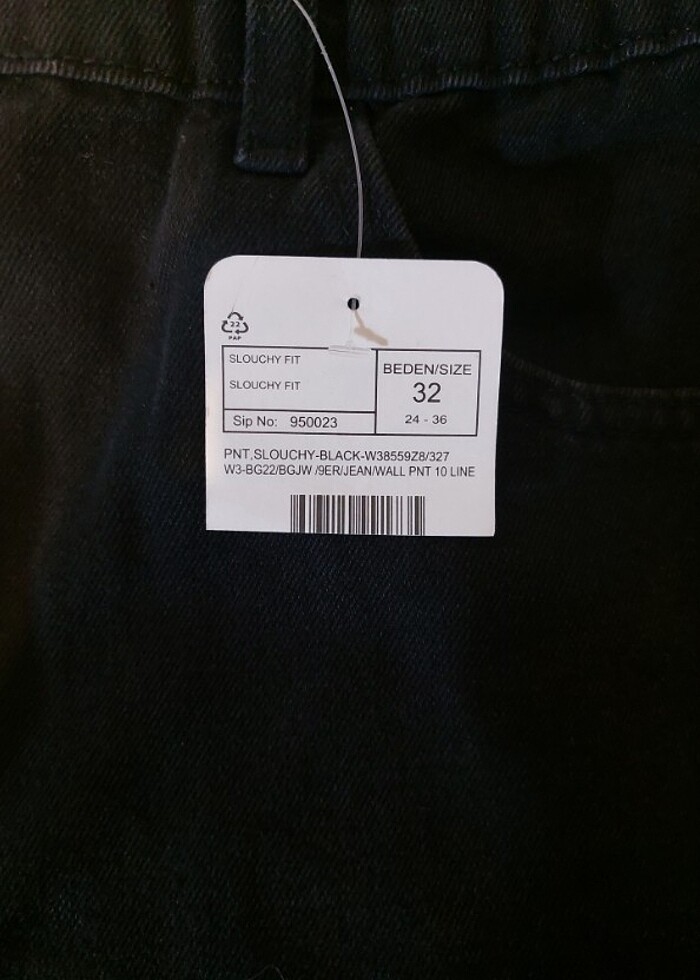 22
PAP
SLOUCHY FIT
SLOUCHY FIT
BEDEN/SIZE
32
24 - 36
Sip No: 950023
PNT,SLOUCHY-BLACK-W38559Z8/327
W3-BG22/BGJW /9ER/JEAN/WALL PNT 10 LINE